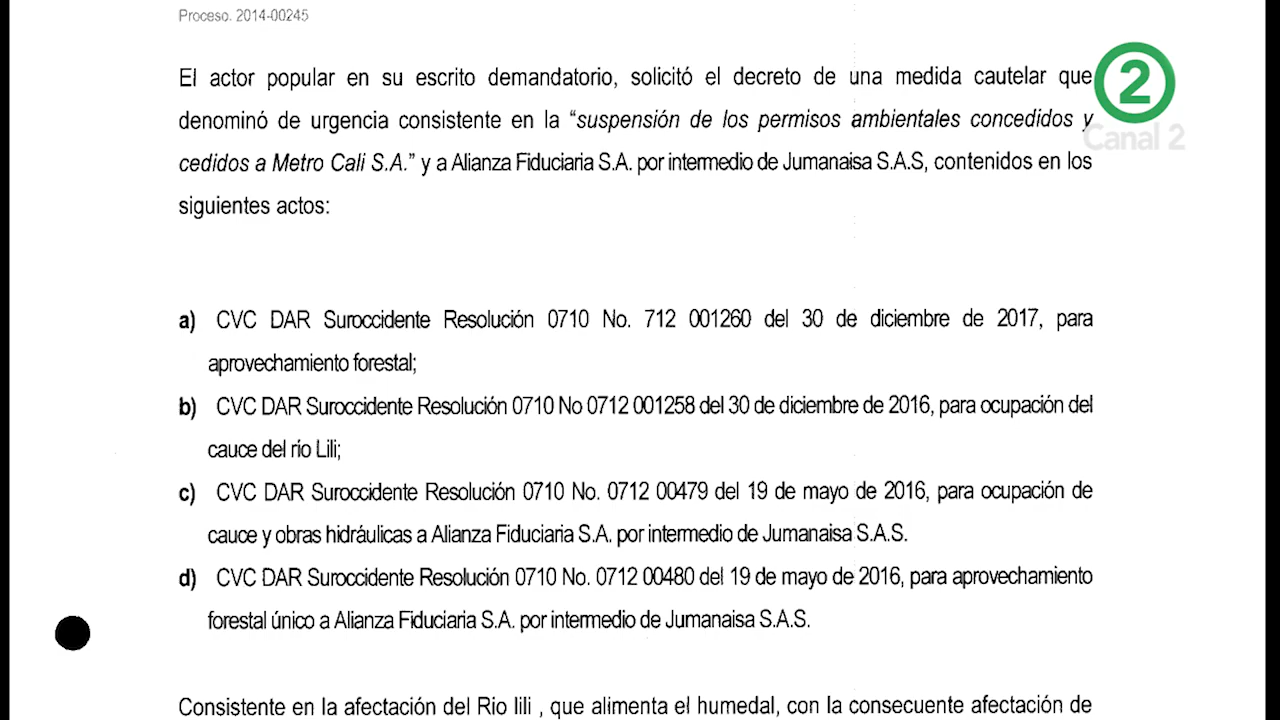 Proceso. 2014-00245
El actor popular en su escrito demandatorio, solicitó el decreto de una medida cautelar que
denominó de urgencia consistente en la “suspensión de los permisos ambientales concedidos y
cedidos a Metro Cali S.A.” y a Alianza Fiduciaria S.A. por intermedio de Jumanaisa S.A.S, contenidos en los
siguientes actos:
2
Canal 2
a) CVC DAR Suroccidente Resolución 0710 No. 712 001260 del 30 de diciembre de 2017, para
aprovechamiento forestal;
b) CVC DAR Suroccidente Resolución 0710 No 0712 001258 del 30 de diciembre de 2016, para ocupación del
cauce del río Lili;
c) CVC DAR Suroccidente Resolución 0710 No. 0712 00479 del 19 de mayo de 2016, para ocupación de
cauce y obras hidráulicas a Alianza Fiduciaria S.A. por intermedio de Jumanaisa S.A.S.
d) CVC DAR Suroccidente Resolución 0710 No. 0712 00480 del 19 de mayo de 2016, para aprovechamiento
forestal único a Alianza Fiduciaria S.A. por intermedio de Jumanaisa S.A.S.
Consistente en la afectación del Rio lili , que alimenta el humedal, con la consecuente afectación de